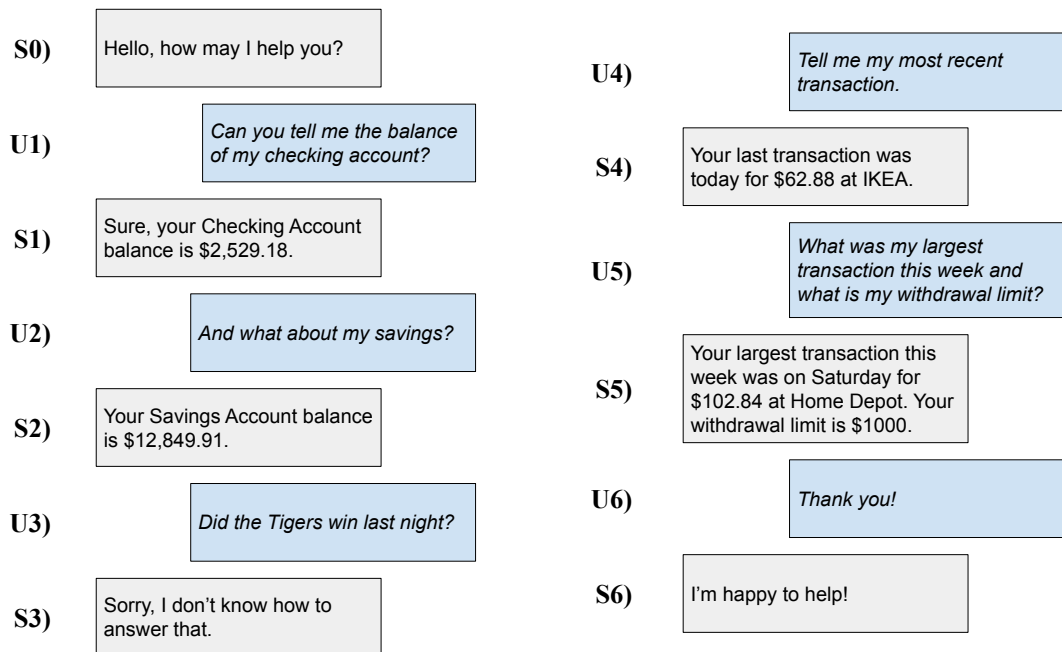 S0)
Hello, how may I help you?
U1)
Can you tell me the balance
of my checking account?
S1)
Sure, your Checking Account
balance is $2,529.18.
U2)
And what about my savings?
S2)
Your Savings Account balance
is $12,849.91.
U3)
Did the Tigers win last night?
S3)
Sorry, I don’t know how to
answer that.
U4)
Tell me my most recent
transaction.
S4)
Your last transaction was
today for $62.88 at IKEA.
U5)
What was my largest
transaction this week and
what is my withdrawal limit?
S5)
Your largest transaction this
week was on Saturday for
$102.84 at Home Depot. Your
withdrawal limit is $1000.
U6)
Thank you!
S6)
I’m happy to help!